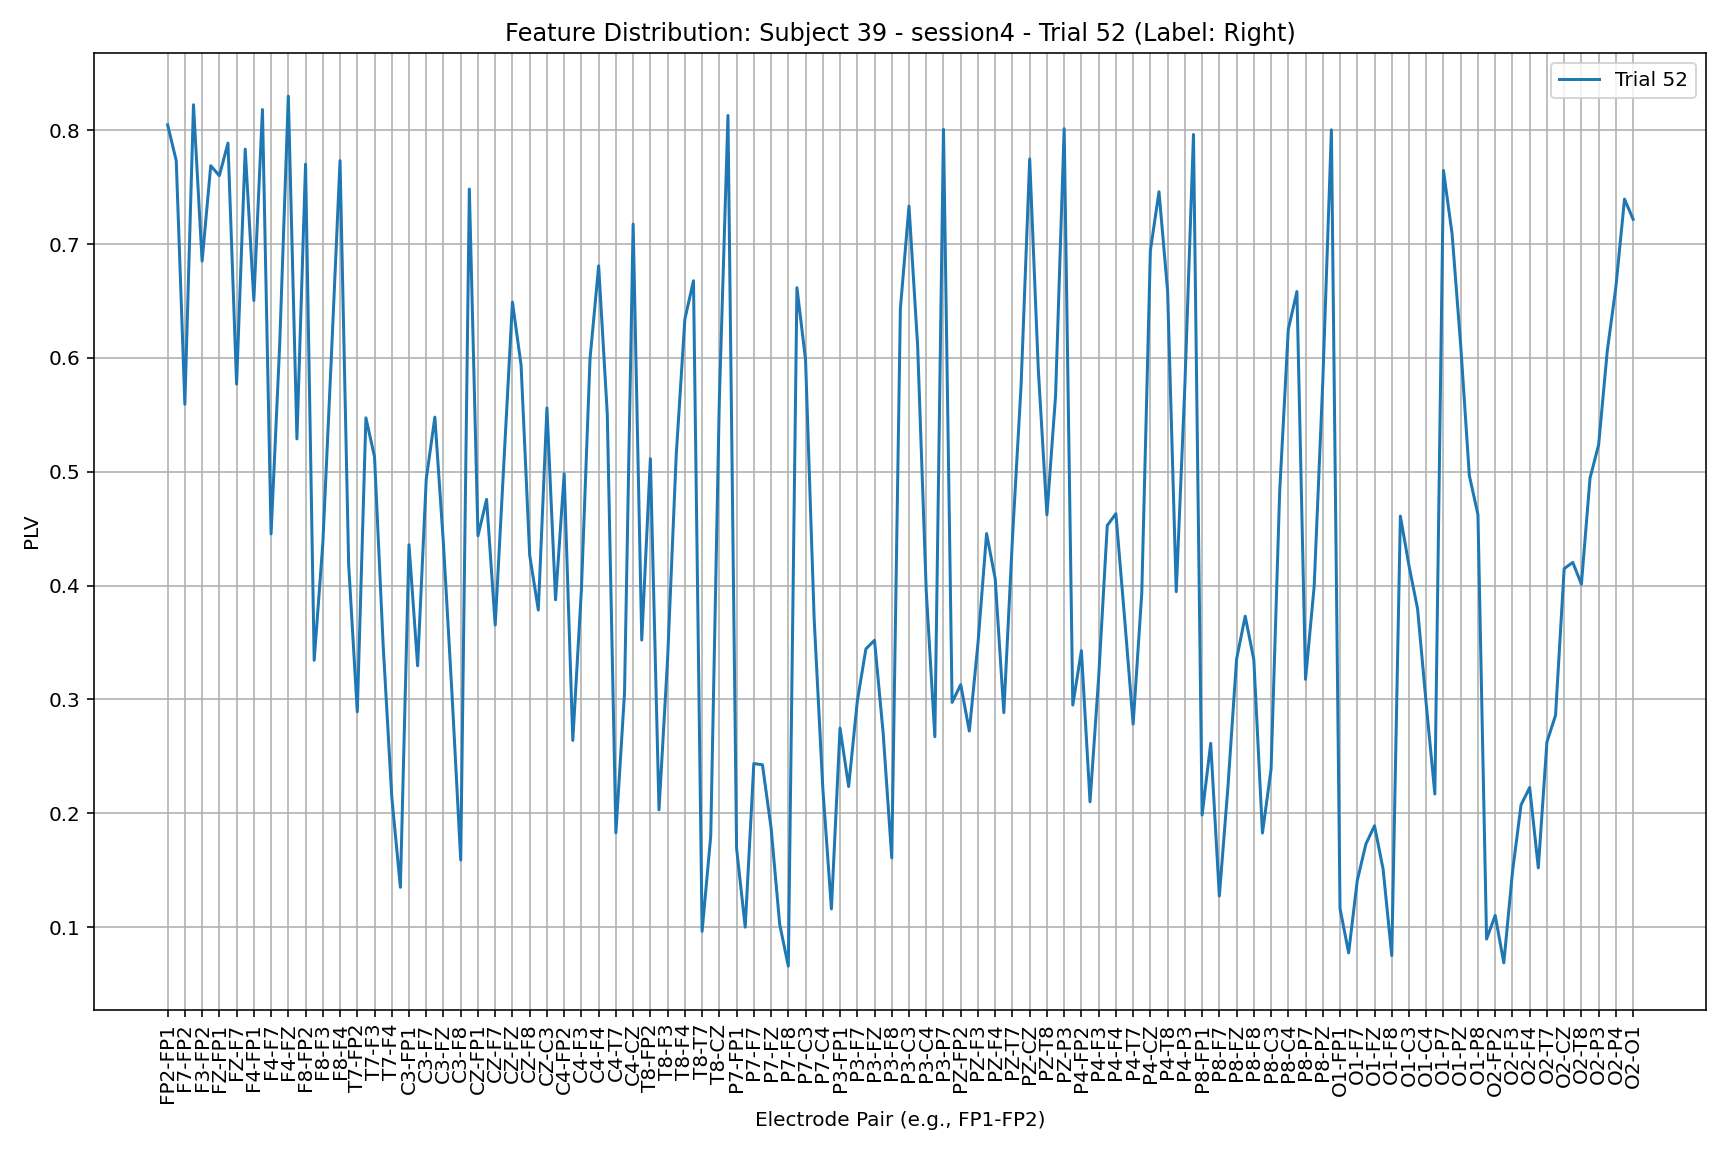 Feature Distribution: Subject 39 - session4 - Trial 52 (Label: Right)
Trial 52
PLV
0.8
0.7
0.6
0.5
0.4
0.3
0.2
0.1
FP2-FP1
F7-FP2
F3-FP2
FZ-FP1
FZ-F7
F4-FP1
F4-F7
F4-FZ
F8-FP2
F8-F3
F8-F4
T7-FP2
T7-F3
T7-F4
C3-FP1
C3-F7
C3-FZ
C3-F8
CZ-FP1
CZ-F7
CZ-FZ
CZ-F8
CZ-C3
C4-FP2
C4-F3
C4-F4
C4-T7
C4-CZ
T8-FP2
T8-F3
T8-F4
T8-T7
T8-CZ
P7-FP1
P7-F7
P7-FZ
P7-F8
P7-C3
P7-C4
P3-FP1
P3-F7
P3-FZ
P3-F8
P3-C3
P3-C4
P3-P7
PZ-FP2
PZ-F3
PZ-F4
PZ-T7
PZ-CZ
PZ-T8
PZ-P3
P4-FP2
P4-F3
P4-F4
P4-T7
P4-CZ
P4-T8
P4-P3
P8-FP1
P8-F7
P8-FZ
P8-F8
P8-C3
P8-C4
P8-P7
P8-PZ
O1-FP1
O1-F7
O1-FZ
O1-F8
O1-C3
O1-C4
O1-P7
O1-PZ
O1-P8
O2-FP2
O2-F3
O2-F4
O2-T7
O2-CZ
O2-T8
O2-P3
O2-P4
O2-O1
Electrode Pair (e.g., FP1-FP2)